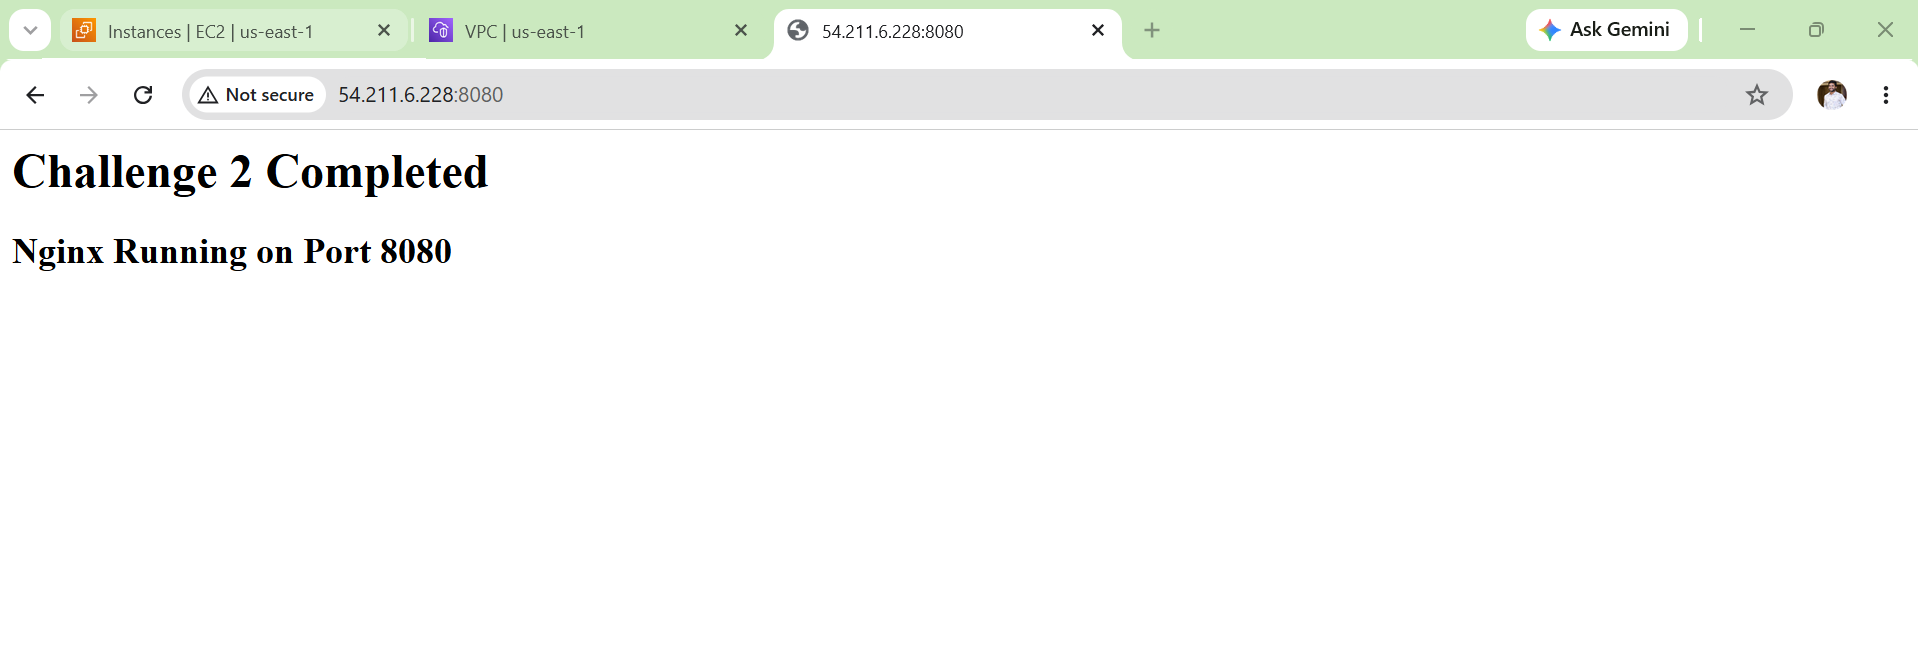 Instances | EC2 | us-east-1
VPC | us-east-1
54.211.6.228:8080
Ask Gemini
Not secure
54.211.6.228:8080
Challenge 2 Completed
Nginx Running on Port 8080